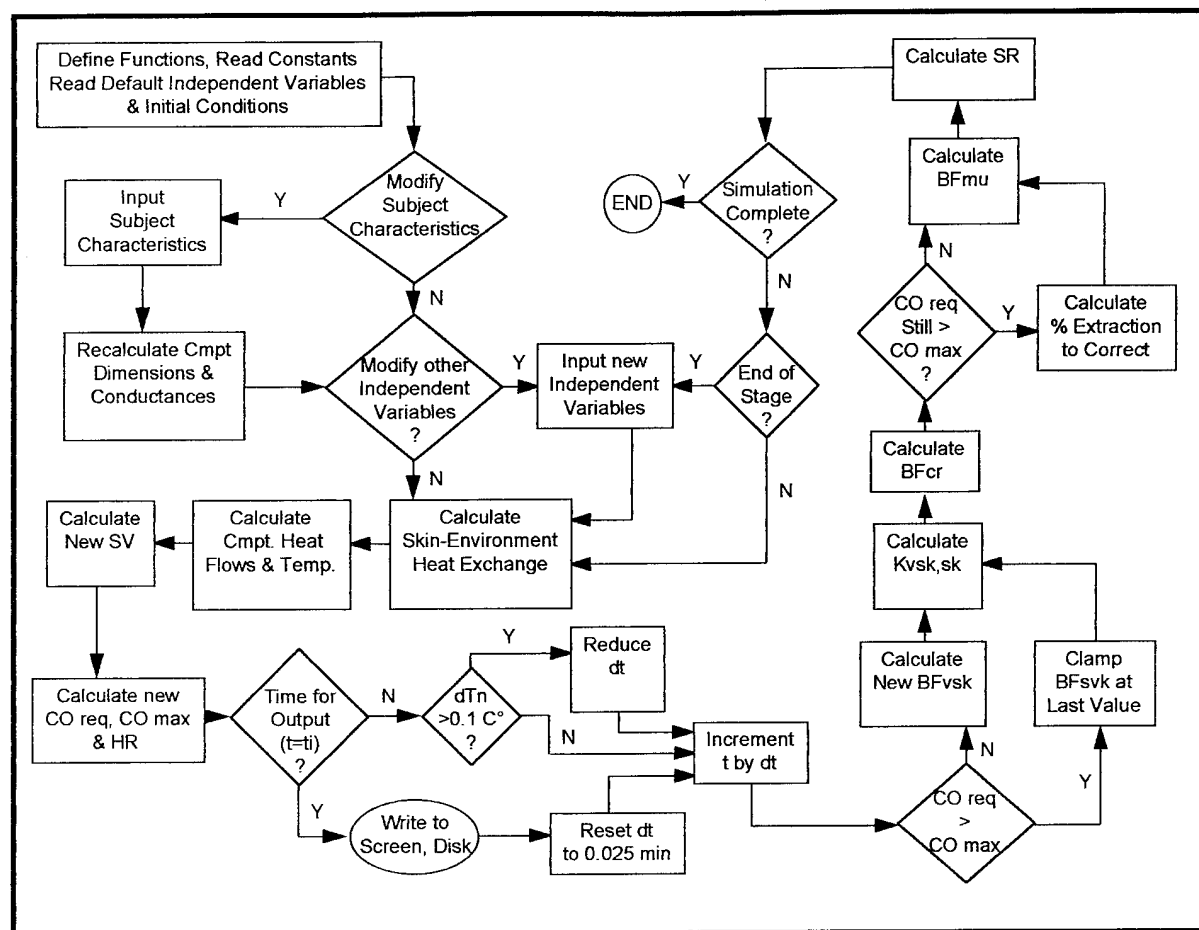 Define Functions, Read Constants
Read Default Independent Variables
& Initial Conditions
Modify
Subject
Characteristics
Y
N
Input
Subject
Characteristics
Recalculate Cmpt
Dimensions &
Conductances
Modify other
Independent
Variables
?
Y
N
Input new
Independent
Variables
Simulation
Complete
?
Y
END
N
End of
Stage
?
Y
N
Calculate
Skin-Environment
Heat Exchange
Calculate
Cmpt. Heat
Flows & Temp.
Calculate
New SV
Calculate new
CO req, CO max
& HR
Time for
Output
(t=ti)
?
N
Y
dTn
>0.1 C°
?
Y
N
Reduce
dt
Write to
Screen, Disk
Reset dt
to 0.025 min
Increment
t by dt
CO req
>
CO max
N
Y
Calculate
New BFvsk
Clamp
BFsvk at
Last Value
Calculate
Kvsk,sk
Calculate
BFcr
CO req
Still >
CO max
?
N
Y
Calculate
% Extraction
to Correct
Calculate
BFmu
Calculate SR